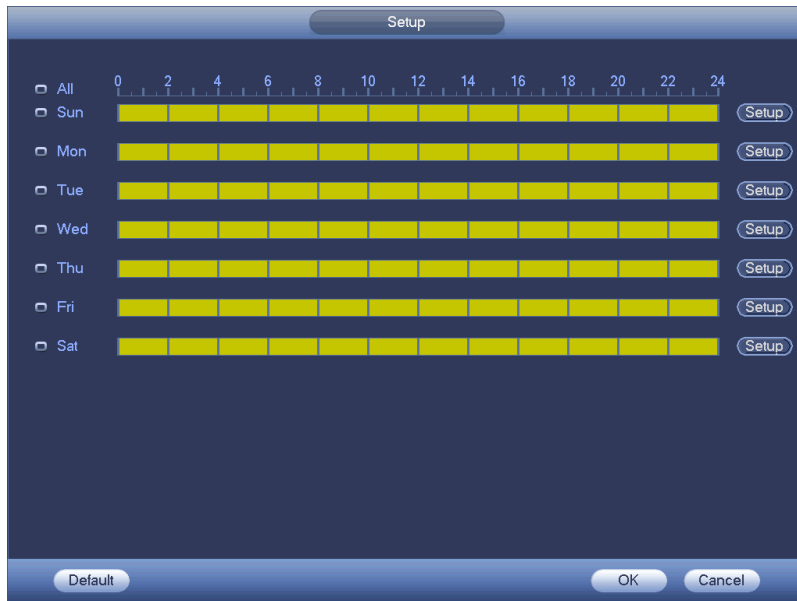 Setup
All 0 2 4 6 8 10 12 14 16 18 20 22 24
Sun Setup
Mon Setup
Tue Setup
Wed Setup
Thu Setup
Fri Setup
Sat Setup
Default OK Cancel